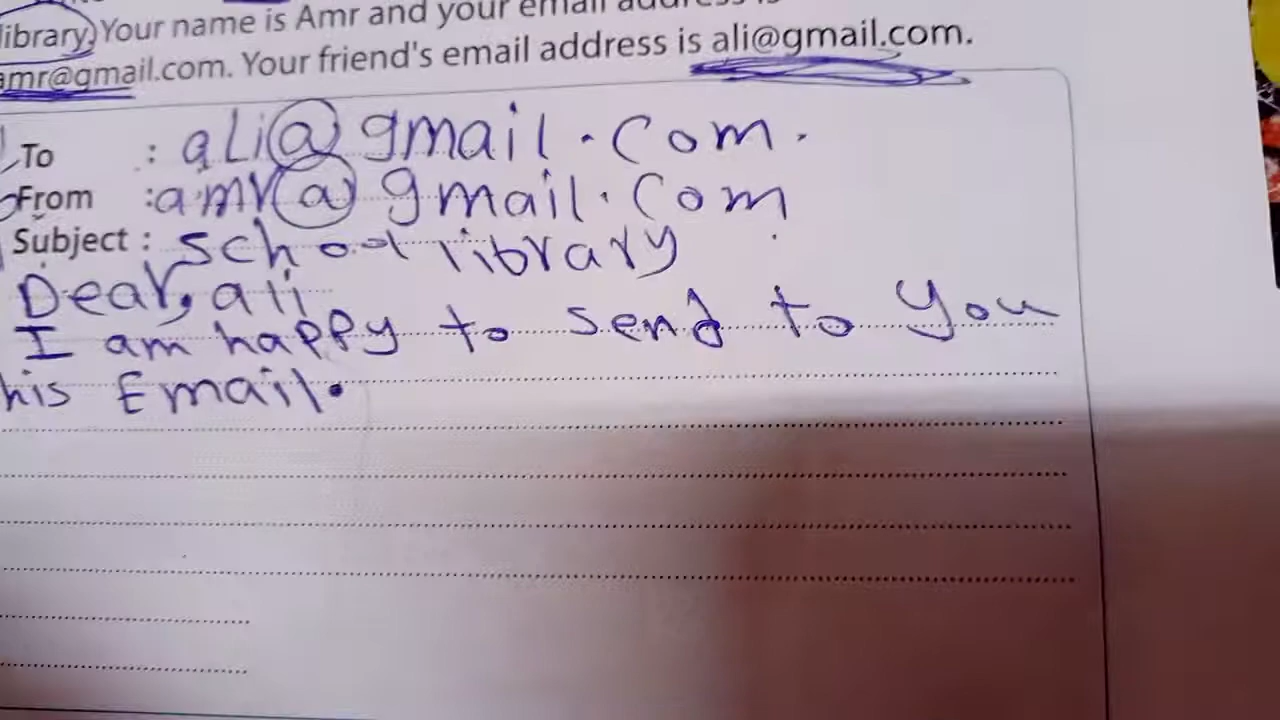 library) Your name is Amr and your email address is
amr@gmail.com. Your friend's email address is ali@gmail.com.
To : ali@gmail.com.
From : amr@gmail.com
Subject : school library
Dear, ali
I am happy to send to you
his Email.